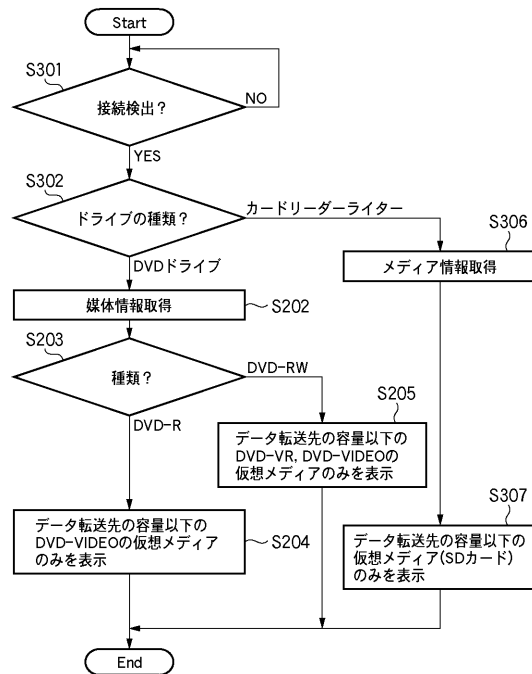 Start
S301
接続検出？
NO
YES
S302
ドライブの種類？
カードリーダーライター
S306
DVDドライブ
メディア情報取得
媒体情報取得
S202
S203
種類？
DVD-RW
S205
DVD-R
データ転送先の容量以下の
DVD-VR, DVD-VIDEOの
仮想メディアのみを表示
S307
データ転送先の容量以下の
DVD-VIDEOの仮想メディア
のみを表示
S204
データ転送先の容量以下の
仮想メディア(SDカード)
のみを表示
End